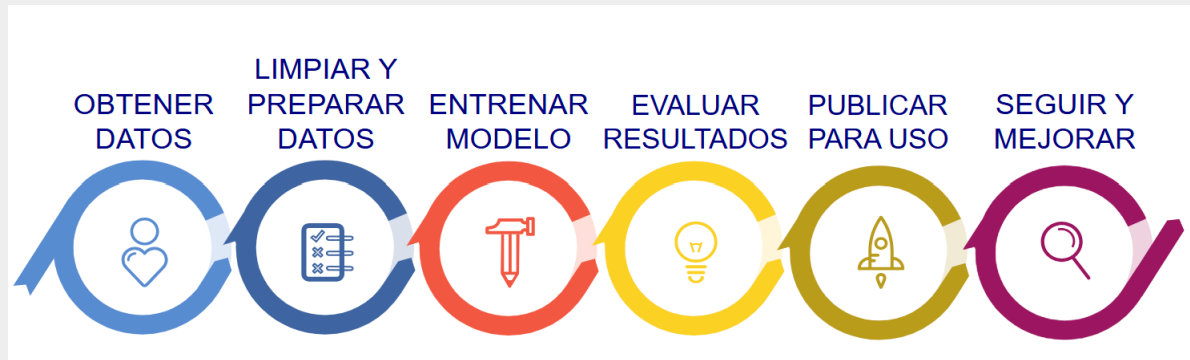 OBTENER
DATOS
LIMPIAR Y
PREPARAR
DATOS
ENTRENAR
MODELO
EVALUAR
RESULTADOS
PUBLICAR
PARA USO
SEGUIR Y
MEJORAR